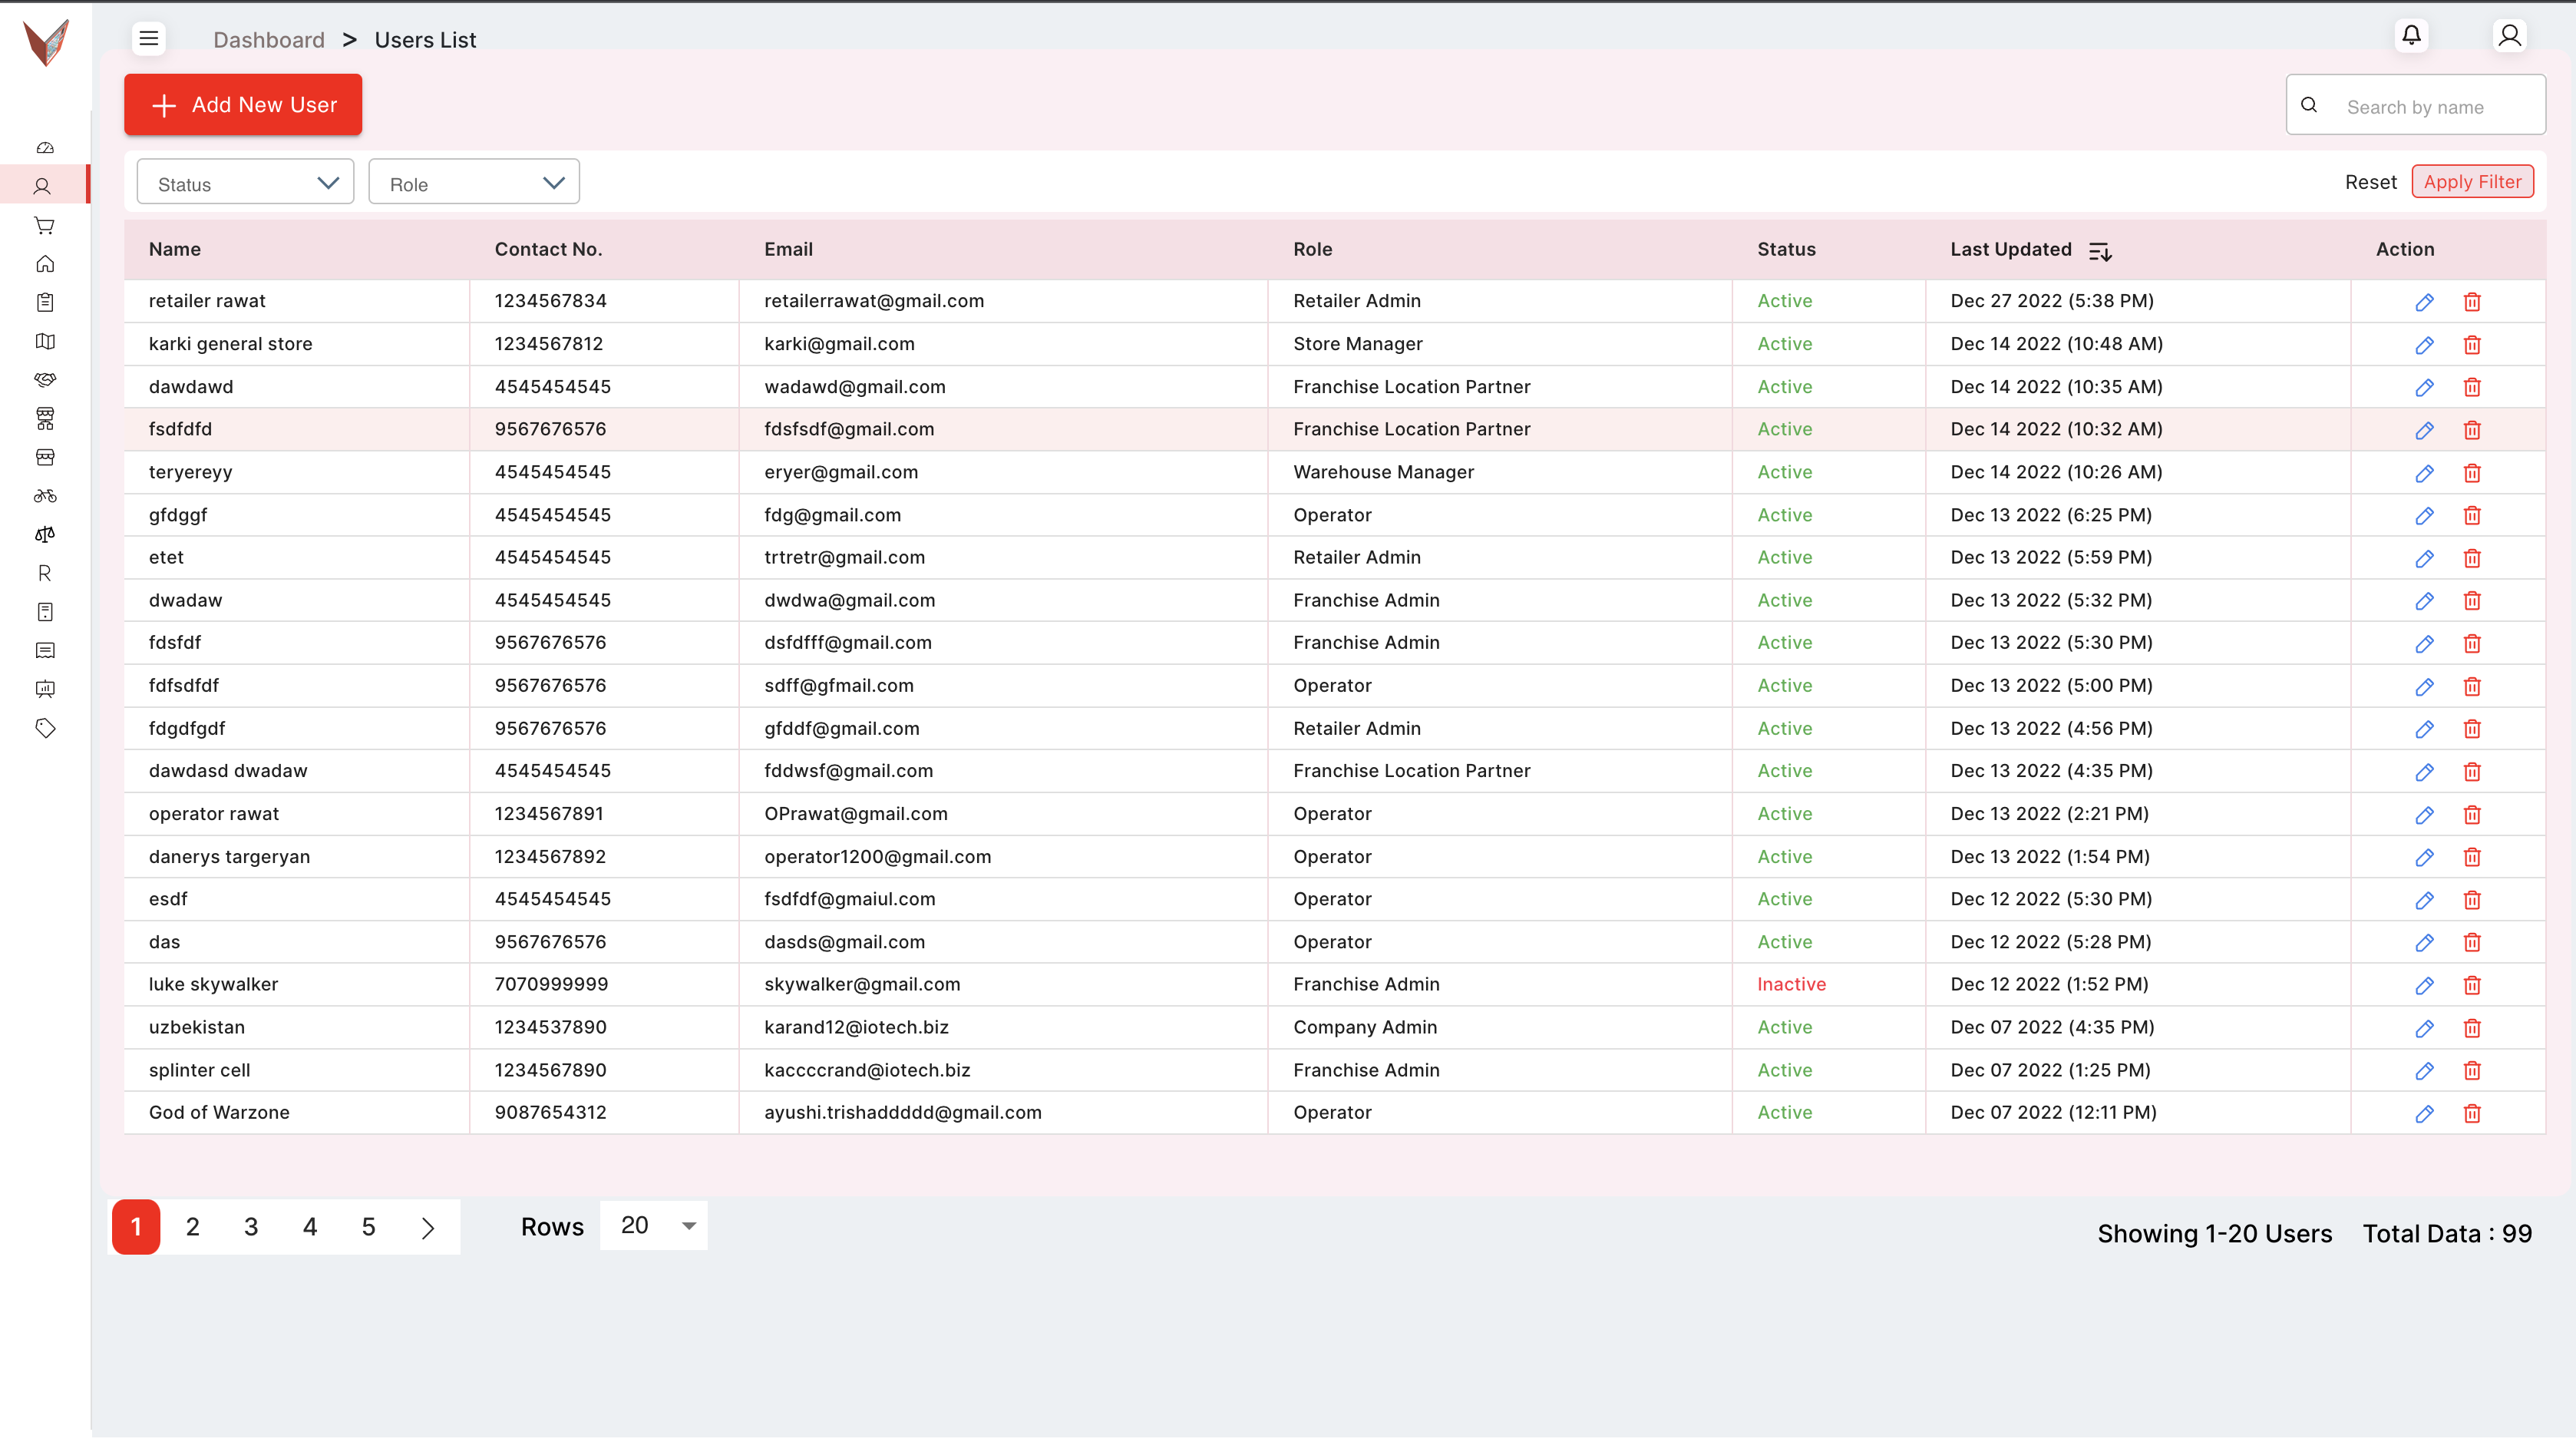 Dashboard > Users List
Add New User
Search by name
Status Role Reset Apply Filter
Name Contact No. Email Role Status Last Updated Action
retailer rawat 1234567834 retailerrawat@gmail.com Retailer Admin Active Dec 27 2022 (5:38 PM)
karki general store 1234567812 karki@gmail.com Store Manager Active Dec 14 2022 (10:48 AM)
dawdawd 4545454545 wadawd@gmail.com Franchise Location Partner Active Dec 14 2022 (10:35 AM)
fsdfdfd 9567676576 fdsfsdf@gmail.com Franchise Location Partner Active Dec 14 2022 (10:32 AM)
teryereyy 4545454545 eryer@gmail.com Warehouse Manager Active Dec 14 2022 (10:26 AM)
gfdggf 4545454545 fdg@gmail.com Operator Active Dec 13 2022 (6:25 PM)
etet 4545454545 trtretr@gmail.com Retailer Admin Active Dec 13 2022 (5:59 PM)
dwadaw 4545454545 dwdwa@gmail.com Franchise Admin Active Dec 13 2022 (5:32 PM)
fdsfdf 9567676576 dsfdfff@gmail.com Franchise Admin Active Dec 13 2022 (5:30 PM)
fdfsdfdf 9567676576 sdff@gfmail.com Operator Active Dec 13 2022 (5:00 PM)
fdgdfgdf 9567676576 gfddf@gmail.com Retailer Admin Active Dec 13 2022 (4:56 PM)
dawdasd dwadaw 4545454545 fddwsf@gmail.com Franchise Location Partner Active Dec 13 2022 (4:35 PM)
operator rawat 1234567891 OPrawat@gmail.com Operator Active Dec 13 2022 (2:21 PM)
danerys targeryan 1234567892 operator1200@gmail.com Operator Active Dec 13 2022 (1:54 PM)
esdf 4545454545 fsdfdf@gmaiul.com Operator Active Dec 12 2022 (5:30 PM)
das 9567676576 dasds@gmail.com Operator Active Dec 12 2022 (5:28 PM)
luke skywalker 7070999999 skywalker@gmail.com Franchise Admin Inactive Dec 12 2022 (1:52 PM)
uzbekistan 1234537890 karand12@iotech.biz Company Admin Active Dec 07 2022 (4:35 PM)
splinter cell 1234567890 kaccccrand@iotech.biz Franchise Admin Active Dec 07 2022 (1:25 PM)
God of Warzone 9087654312 ayushi.trishaddddd@gmail.com Operator Active Dec 07 2022 (12:11 PM)
R
1 2 3 4 5 > Rows 20 Showing 1-20 Users Total Data : 99